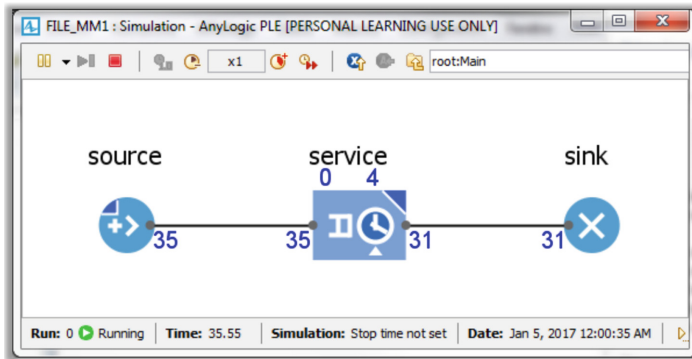 FILE_MM1 : Simulation - AnyLogic PLE [PERSONAL LEARNING USE ONLY]
x1 root:Main
source service sink
0 4
35 35 31 31
Run: 0 Running Time: 35.55 Simulation: Stop time not set Date: Jan 5, 2017 12:00:35 AM